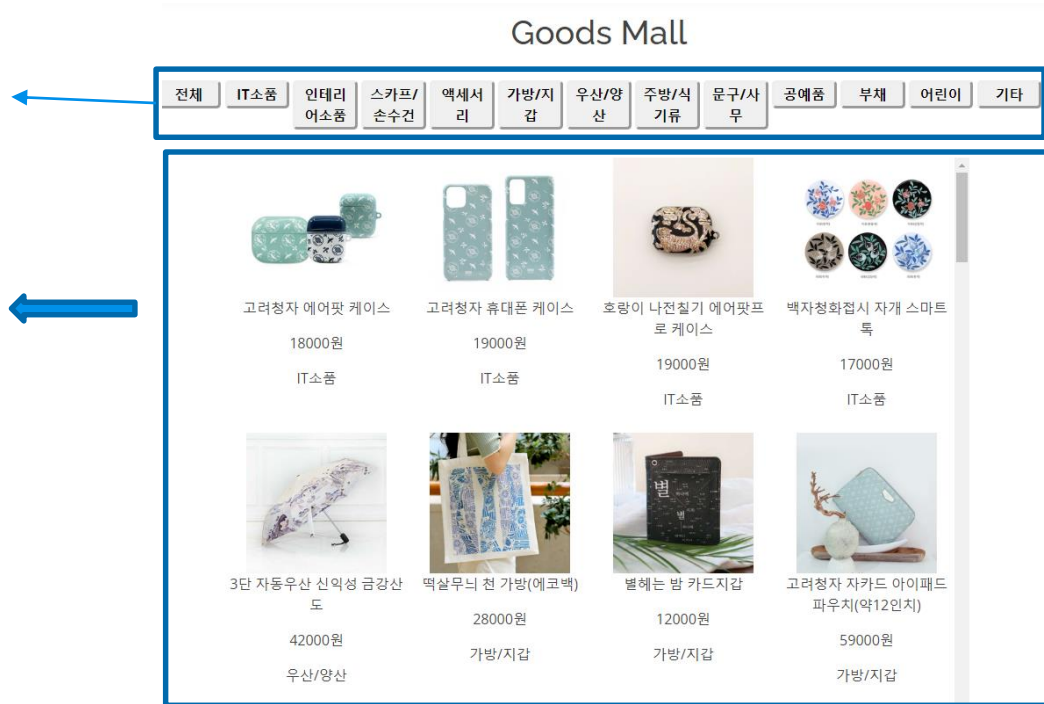 Goods Mall
전체 IT소품 인테리 스카프/ 액세서 가방/지 우산/양 주방/식 문구/사 공예품 부채 어린이 기타
어소품 손수건 리 갑 산 기류 무
고려청자 에어팟 케이스
18000원
IT소품
고려청자 휴대폰 케이스
19000원
IT소품
호랑이 나전칠기 에어팟프
로 케이스
19000원
IT소품
백자청화접시 자개 스마트
톡
17000원
IT소품
별
별
3단 자동우산 신익성 금강산
도
42000원
우산/양산
떡살무늬 천 가방(에코백)
28000원
가방/지갑
별헤는 밤 카드지갑
12000원
가방/지갑
고려청자 자카드 아이패드
파우치(약12인치)
59000원
가방/지갑